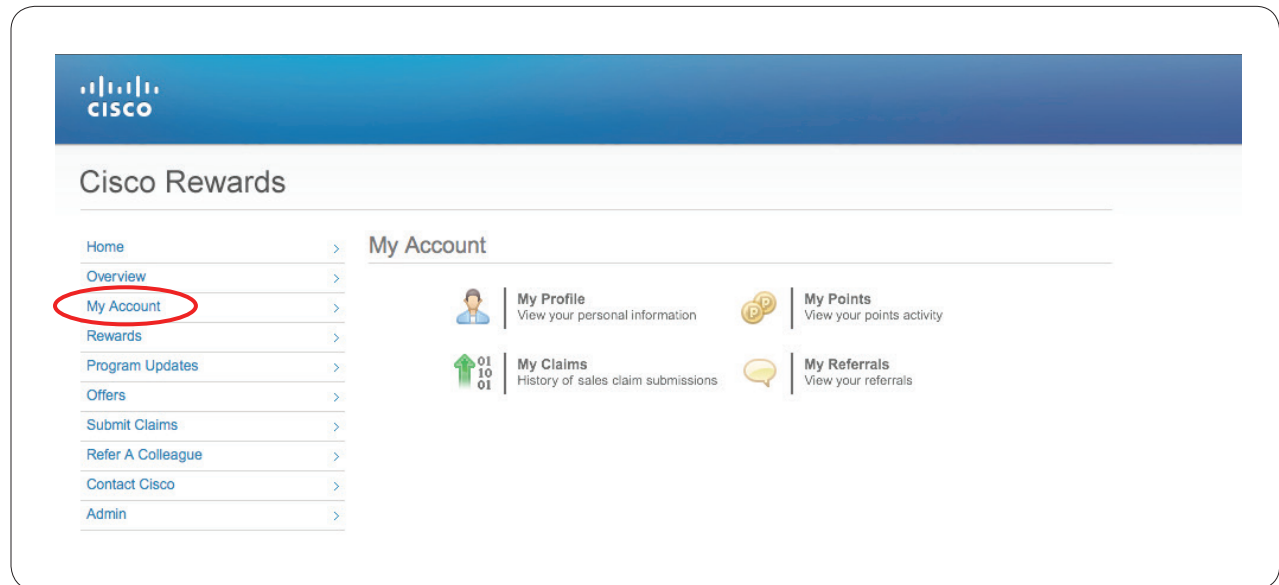 CISCO
Cisco Rewards
Home
Overview
My Account
Rewards
Program Updates
Offers
Submit Claims
Refer A Colleague
Contact Cisco
Admin
My Account
My Profile
View your personal information
My Points
View your points activity
01
10
01
My Claims
History of sales claim submissions
My Referrals
View your referrals